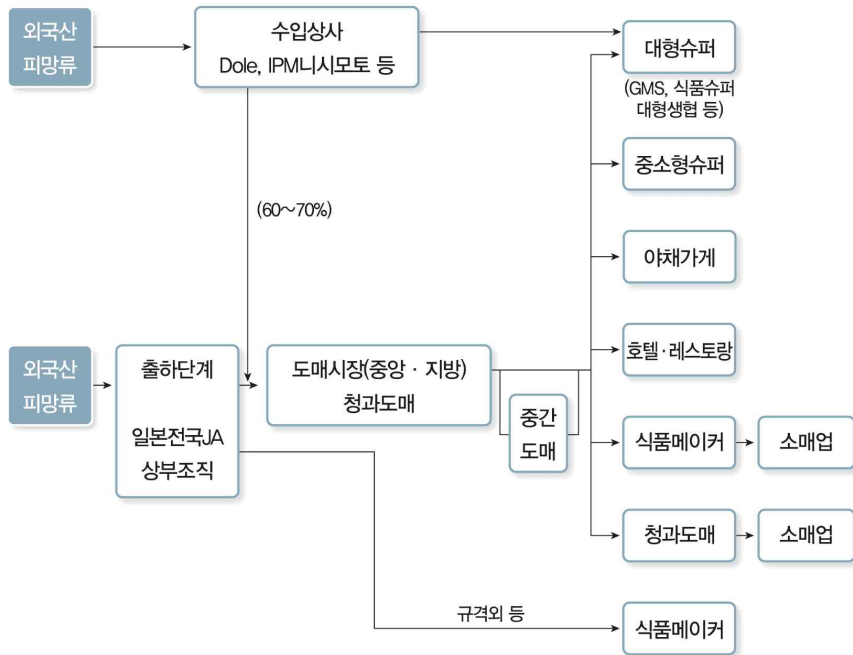 외국산
피망류
수입상사
Dole, IPM니시모토 등
대형슈퍼
(GMS, 식품슈퍼
대형생협 등)
중소형슈퍼
(60~70%)
야채가게
외국산
피망류
출하단계
일본전국JA
상부조직
도매시장(중앙 · 지방)
청과도매
호텔·레스토랑
중간
도매
식품메이커
소매업
청과도매
소매업
규격외 등
식품메이커